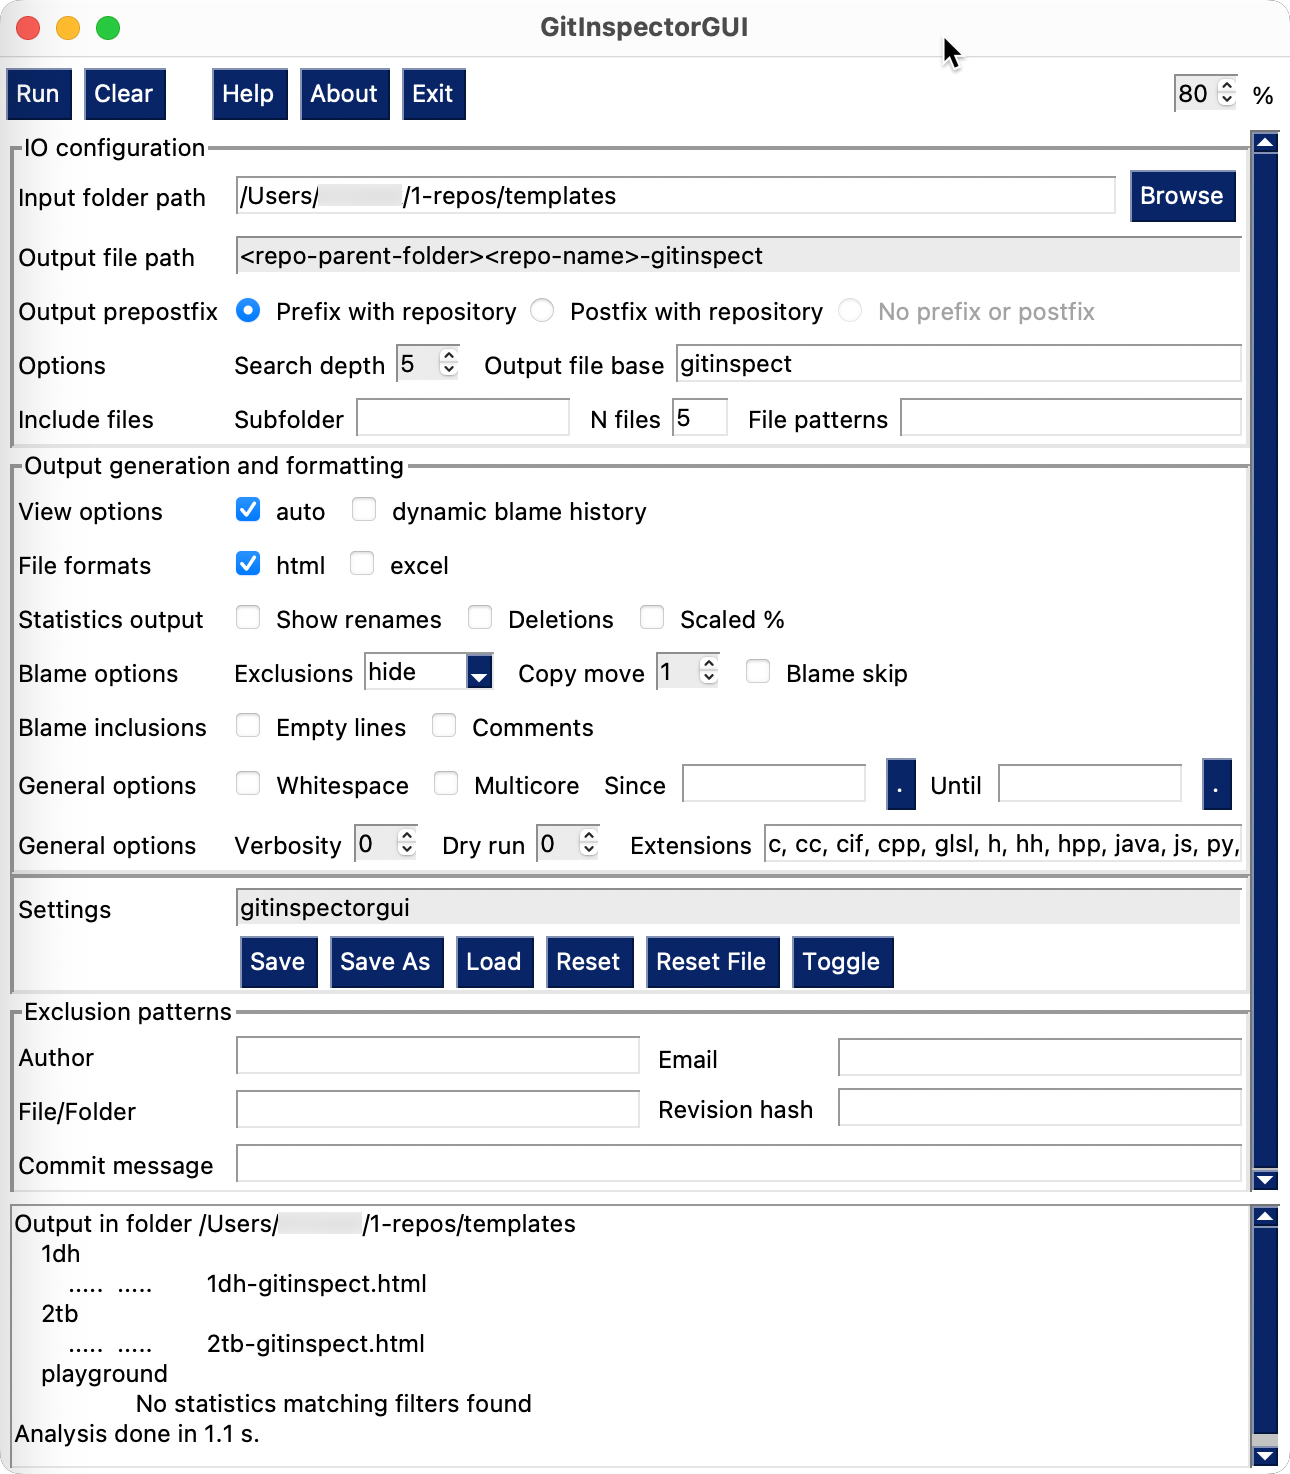 GitInspectorGUI
Run Clear Help About Exit 80 %
IO configuration
Input folder path /Users/ /1-repos/templates Browse
Output file path <repo-parent-folder><repo-name>-gitinspect
Output prepostfix Prefix with repository Postfix with repository No prefix or postfix
Options Search depth 5 Output file base gitinspect
Include files Subfolder N files 5 File patterns
Output generation and formatting
View options auto dynamic blame history
File formats html excel
Statistics output Show renames Deletions Scaled %
Blame options Exclusions hide Copy move 1 Blame skip
Blame inclusions Empty lines Comments
General options Whitespace Multicore Since . Until .
General options Verbosity 0 Dry run 0 Extensions c, cc, cif, cpp, glsl, h, hh, hpp, java, js, py,
Settings gitinspectorgui
Save Save As Load Reset Reset File Toggle
Exclusion patterns
Author Email
File/Folder Revision hash
Commit message
Output in folder /Users/ /1-repos/templates
1dh
..... ..... 1dh-gitinspect.html
2tb
..... ..... 2tb-gitinspect.html
playground
No statistics matching filters found
Analysis done in 1.1 s.